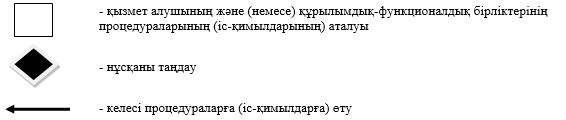 - қызмет алушының және (немесе) құрылымдық-функционалдық бірліктерінің
процедураларының (іс-қимылдарының) аталуы
- нұсқаны таңдау
- келесі процедураларға (іс-қимылдарға) өту